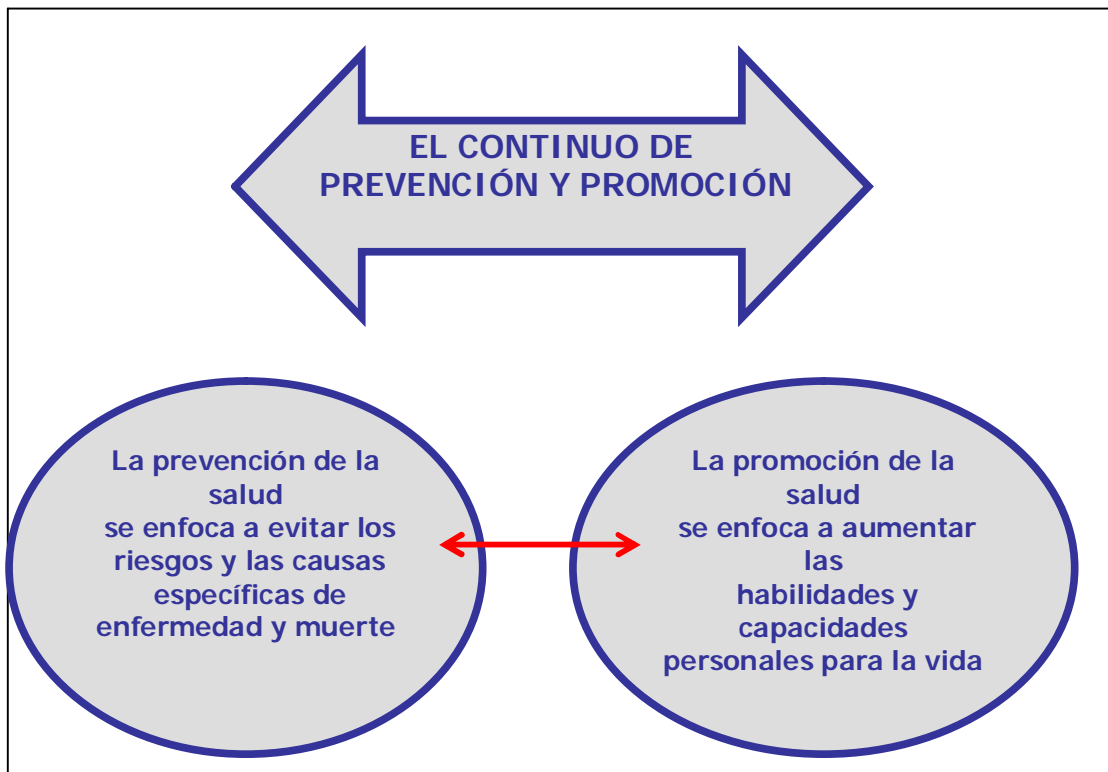 EL CONTINUO DE
PREVENCIÓN Y PROMOCIÓN
La prevención de la
salud
se enfoca a evitar los
riesgos y las causas
específicas de
enfermedad y muerte
La promoción de la
salud
se enfoca a aumentar
las
habilidades y
capacidades
personales para la vida